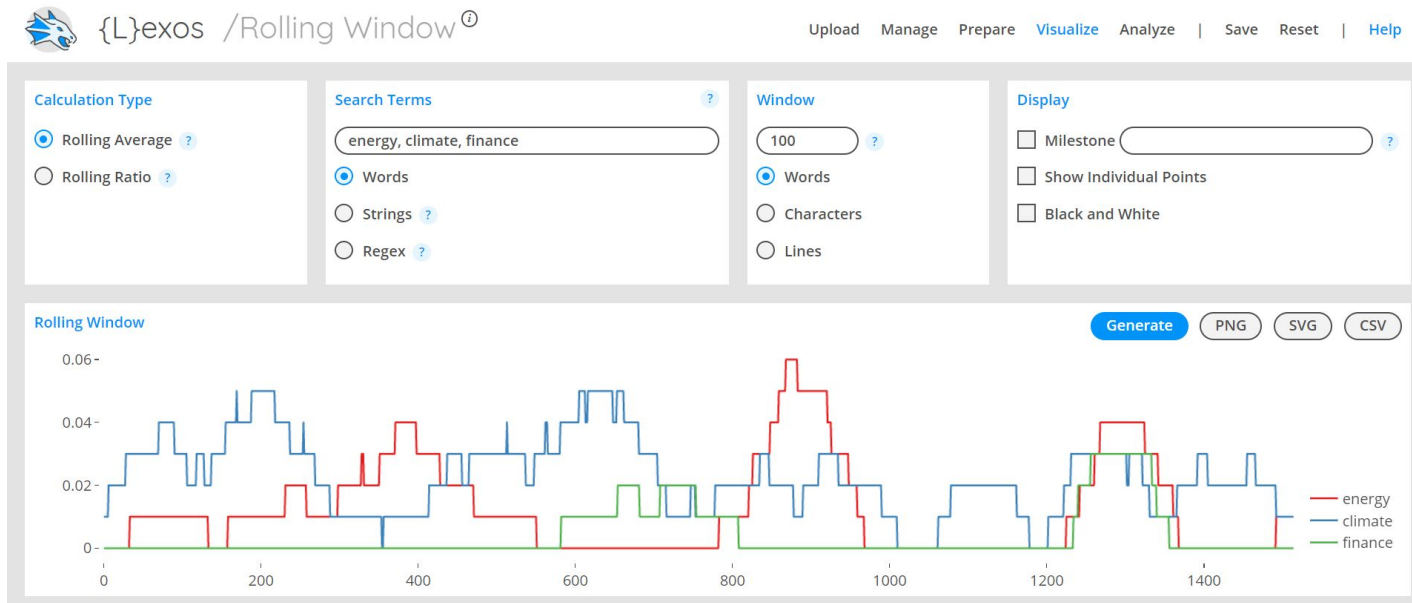 {L}exos /Rolling Window i
Upload Manage Prepare Visualize Analyze | Save Reset | Help
Calculation Type
Rolling Average ?
Rolling Ratio ?
Search Terms ?
energy, climate, finance
Words
Strings ?
Regex ?
Window
100 ?
Words
Characters
Lines
Display
Milestone ?
Show Individual Points
Black and White
Rolling Window
Generate PNG SVG CSV
0.06
0.04
0.02
0
0 200 400 600 800 1000 1200 1400
energy
climate
finance